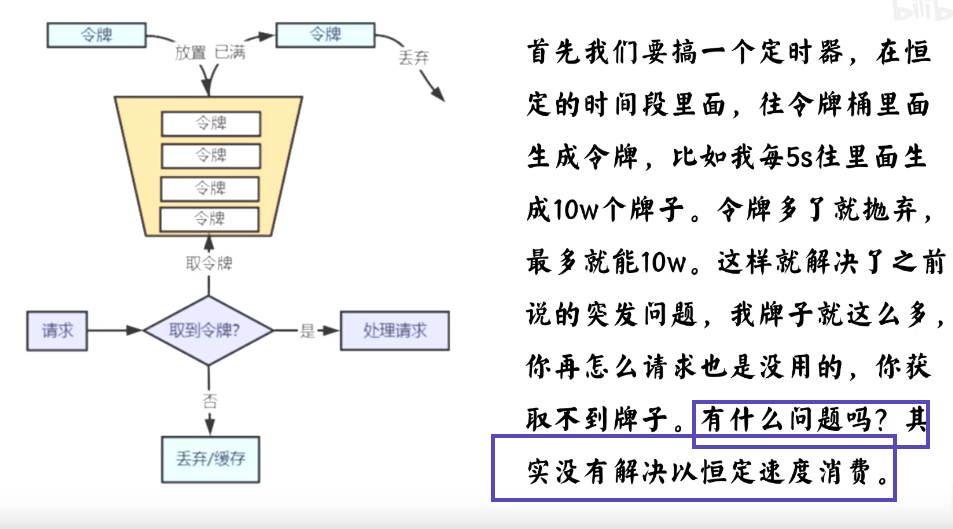 令牌
令牌
放置 已满
丢弃
令牌
令牌
令牌
令牌
取令牌
请求
取到令牌?
是
处理请求
否
丢弃/缓存
首先我们要搞一个定时器，在恒
定的时间段里面，往令牌桶里面
生成令牌，比如我每5s往里面生
成10w个牌子。令牌多了就抛弃，
最多就能10w。这样就解决了之前
说的突发问题，我牌子就这么多，
你再怎么请求也是没用的，你获
取不到牌子。有什么问题吗？其
实没有解决以恒定速度消费。
bilib